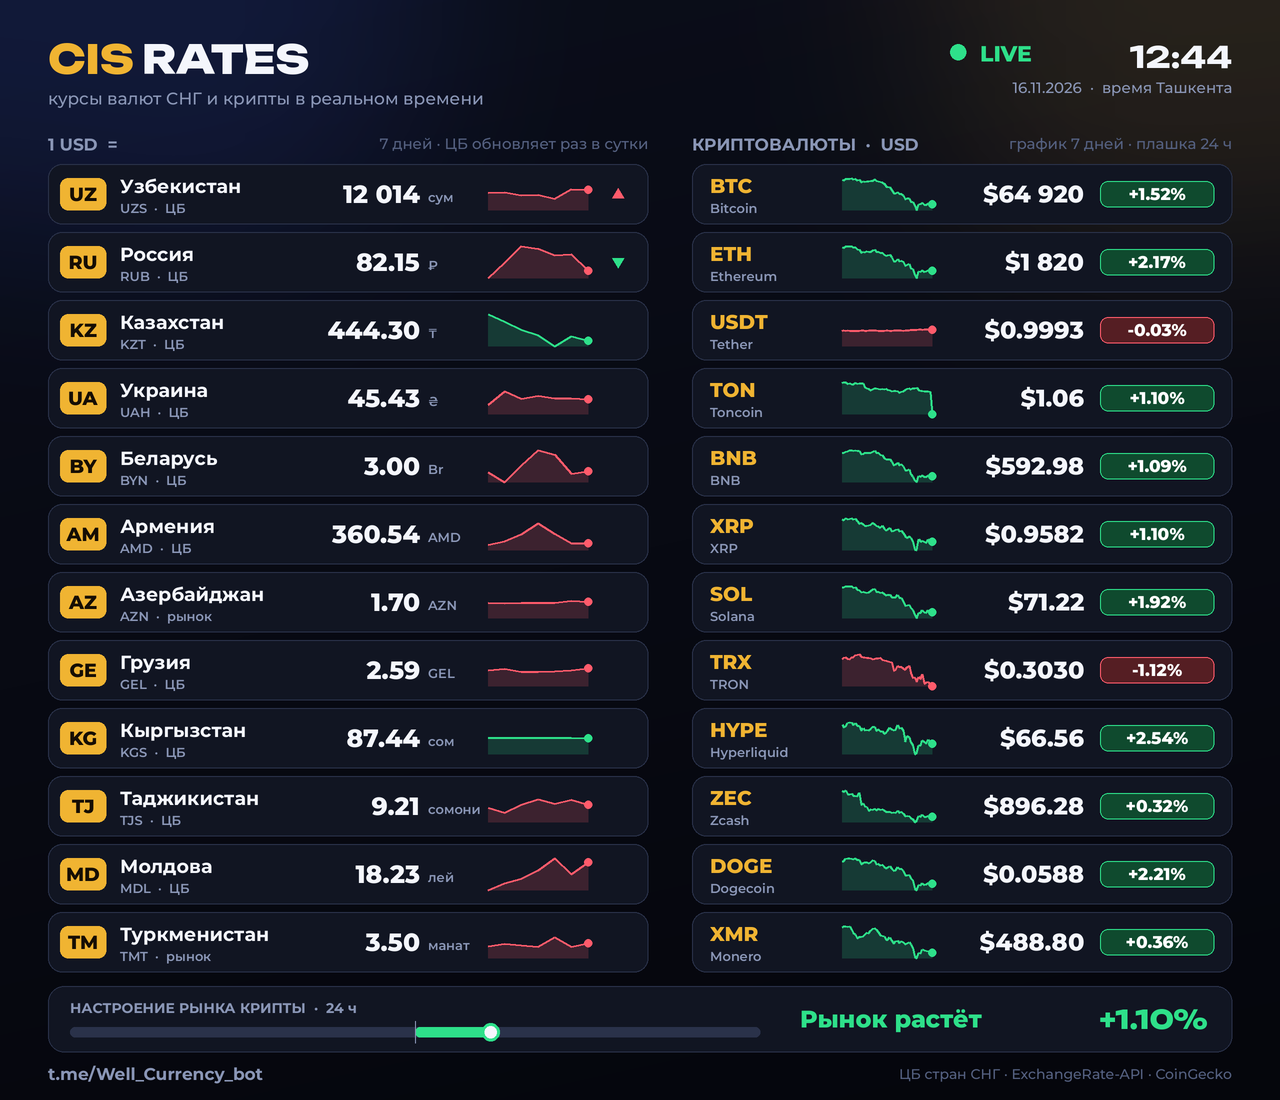 CIS RATES
курсы валют СНГ и крипты в реальном времени
LIVE 12:44
16.11.2026 · время Ташкента
1 USD =
7 дней · ЦБ обновляет раз в сутки
UZ Узбекистан 12 014 сум
UZS · ЦБ
RU Россия 82.15 ₽
RUB · ЦБ
KZ Казахстан 444.30 ₸
KZT · ЦБ
UA Украина 45.43 ₴
UAH · ЦБ
BY Беларусь 3.00 Br
BYN · ЦБ
AM Армения 360.54 AMD
AMD · ЦБ
AZ Азербайджан 1.70 AZN
AZN · рынок
GE Грузия 2.59 GEL
GEL · ЦБ
KG Кыргызстан 87.44 сом
KGS · ЦБ
TJ Таджикистан 9.21 сомони
TJS · ЦБ
MD Молдова 18.23 лей
MDL · ЦБ
TM Туркменистан 3.50 манат
TMT · рынок
КРИПТОВАЛЮТЫ · USD
график 7 дней · плашка 24 ч
BTC $64 920 +1.52%
Bitcoin
ETH $1 820 +2.17%
Ethereum
USDT $0.9993 -0.03%
Tether
TON $1.06 +1.10%
Toncoin
BNB $592.98 +1.09%
BNB
XRP $0.9582 +1.10%
XRP
SOL $71.22 +1.92%
Solana
TRX $0.3030 -1.12%
TRON
HYPE $66.56 +2.54%
Hyperliquid
ZEC $896.28 +0.32%
Zcash
DOGE $0.0588 +2.21%
Dogecoin
XMR $488.80 +0.36%
Monero
НАСТРОЕНИЕ РЫНКА КРИПТЫ · 24 ч
Рынок растёт +1.10%
t.me/Well_Currency_bot
ЦБ стран СНГ · ExchangeRate-API · CoinGecko